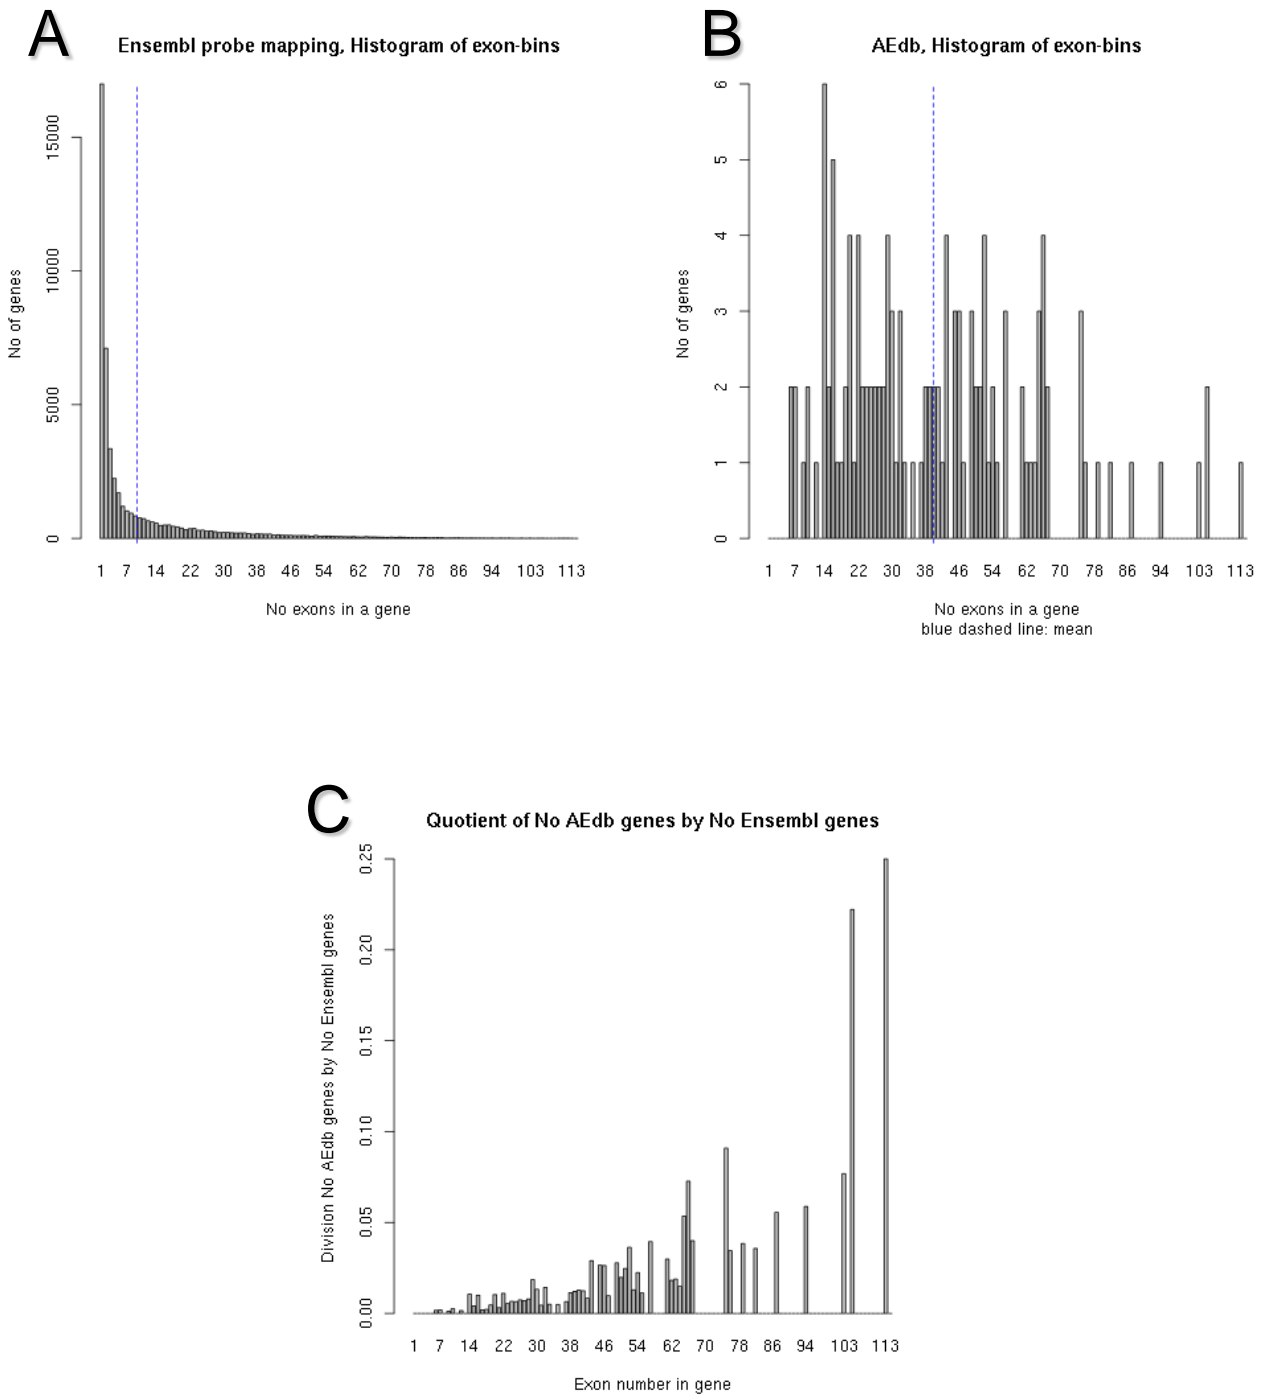 A
Ensembl probe mapping, Histogram of exon-bins
No of genes
15000
10000
5000
0
1 7 14 22 30 38 46 54 62 70 78 86 94 103 113
No exons in a gene
B
AEdb, Histogram of exon-bins
No of genes
6
5
4
3
2
1
0
1 7 14 22 30 38 46 54 62 70 78 86 94 103 113
No exons in a gene
blue dashed line: mean
C
Quotient of No AEdb genes by No Ensembl genes
Division No AEdb genes by No Ensembl genes
0.25
0.20
0.15
0.10
0.05
0.00
1 7 14 22 30 38 46 54 62 70 78 86 94 103 113
Exon number in gene